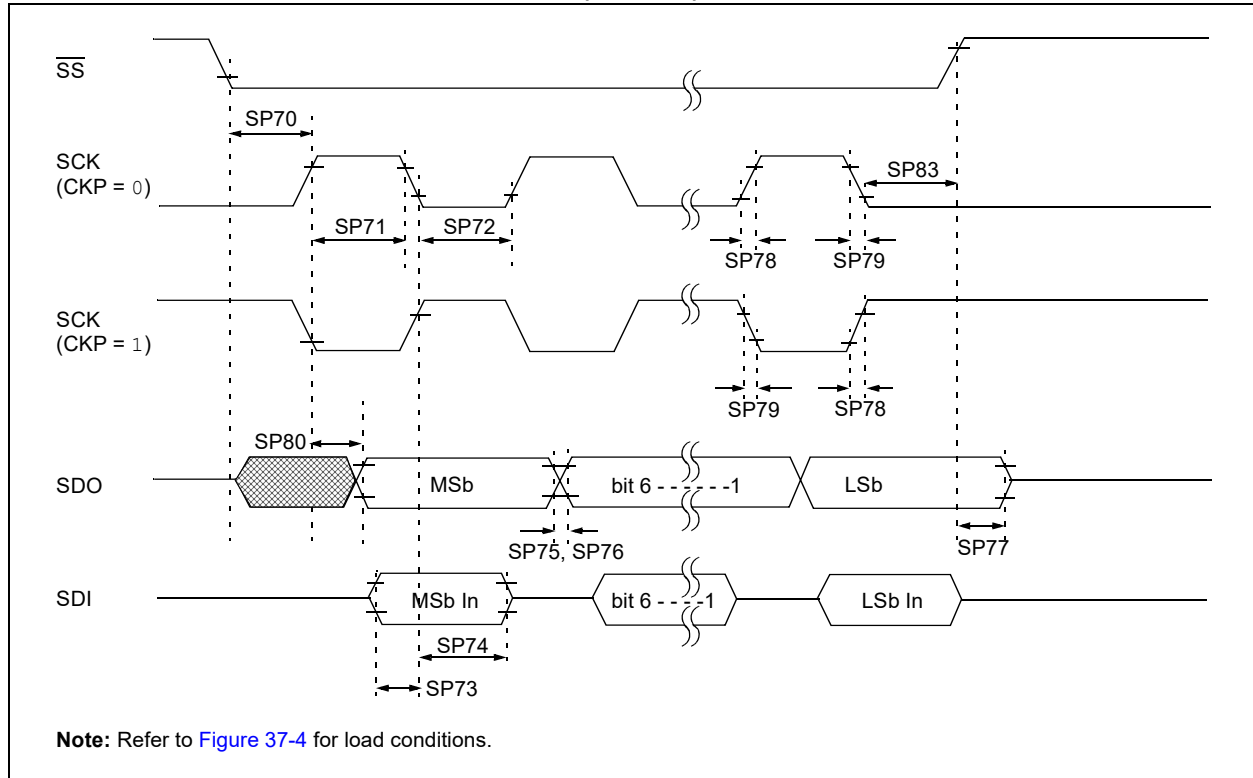 SS
SP70
SCK
(CKP = 0)
SP83
SP71
SP72
SP78
SP79
SCK
(CKP = 1)
SP79
SP78
SP80
SDO
MSb
bit 6 - - - - - - -1
LSb
SP75, SP76
SP77
SDI
MSb In
bit 6 - - - - -1
LSb In
SP74
SP73
Note: Refer to Figure 37-4 for load conditions.